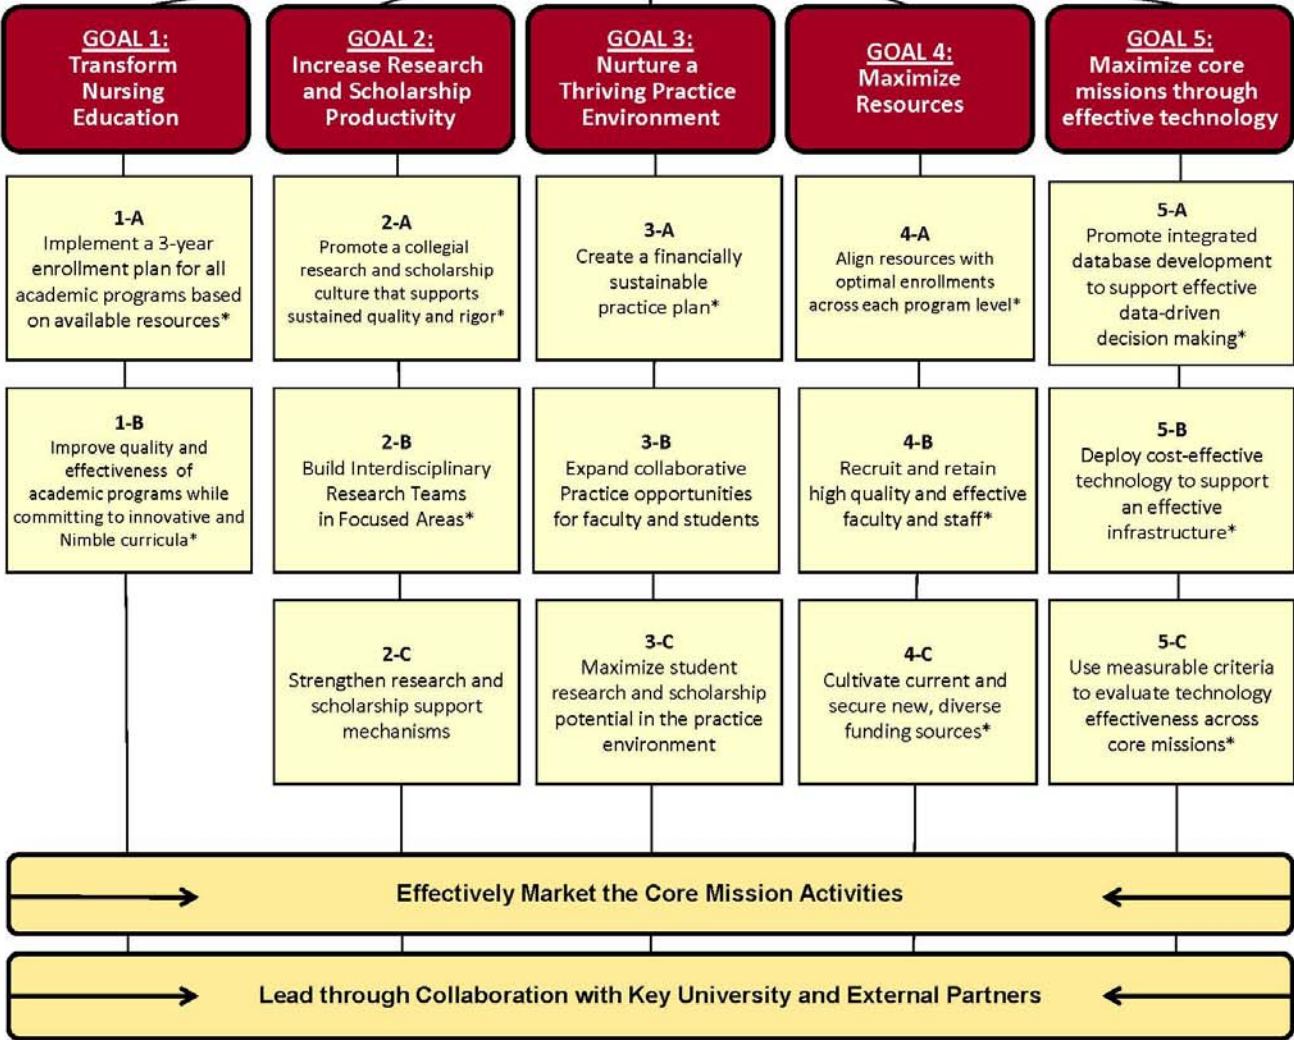 GOAL 1:
Transform
Nursing
Education
GOAL 2:
Increase Research
and Scholarship
Productivity
GOAL 3:
Nurture a
Thriving Practice
Environment
GOAL 4:
Maximize
Resources
GOAL 5:
Maximize core
missions through
effective technology
1-A
Implement a 3-year
enrollment plan for all
academic programs based
on available resources*
2-A
Promote a collegial
research and scholarship
culture that supports
sustained quality and rigor*
3-A
Create a financially
sustainable
practice plan*
4-A
Align resources with
optimal enrollments
across each program level*
5-A
Promote integrated
database development
to support effective
data-driven
decision making*
1-B
Improve quality and
effectiveness of
academic programs while
committing to innovative and
Nimble curricula*
2-B
Build Interdisciplinary
Research Teams
in Focused Areas*
3-B
Expand collaborative
Practice opportunities
for faculty and students
4-B
Recruit and retain
high quality and effective
faculty and staff*
5-B
Deploy cost-effective
technology to support
an effective
infrastructure*
2-C
Strengthen research and
scholarship support
mechanisms
3-C
Maximize student
research and scholarship
potential in the practice
environment
4-C
Cultivate current and
secure new, diverse
funding sources*
5-C
Use measurable criteria
to evaluate technology
effectiveness across
core missions*
Effectively Market the Core Mission Activities
Lead through Collaboration with Key University and External Partners